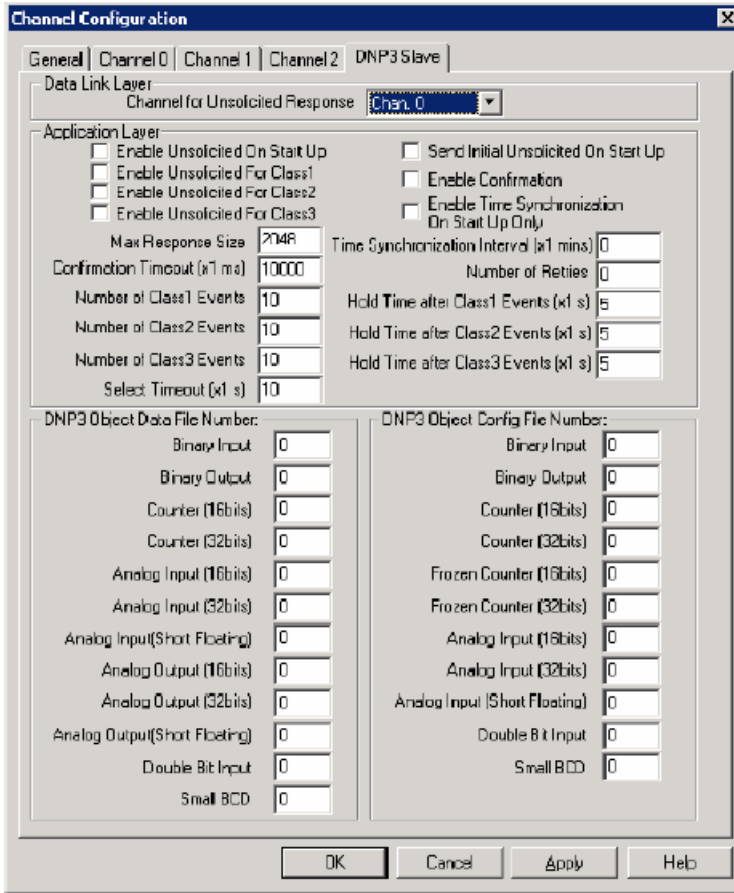 Channel Configuration
General
Channel 0
Channel 1
Channel 2
DNP3 Slave
Data Link Layer
Channel for Unsolicited Response
Chan. 0
Application Layer
Enable Unsolicited On Start Up
Enable Unsolicited For Class1
Enable Unsolicited For Class2
Enable Unsolicited For Class3
Send Initial Unsolicited On Start Up
Enable Confirmation
Enable Time Synchronization
On Start Up Only
Max Response Size 2048
Confirmation Timeout (x1 ms) 10000
Number of Class1 Events 10
Number of Class2 Events 10
Number of Class3 Events 10
Select Timeout (x1 s) 10
Time Synchronization Interval (x1 mins) 0
Number of Retries 0
Hold Time after Class1 Events (x1 s) 5
Hold Time after Class2 Events (x1 s) 5
Hold Time after Class3 Events (x1 s) 5
DNP3 Object Data File Number:
Binary Input 0
Binary Output 0
Counter (16bits) 0
Counter (32bits) 0
Analog Input (16bits) 0
Analog Input (32bits) 0
Analog Input(Short Floating) 0
Analog Output (16bits) 0
Analog Output (32bits) 0
Analog Output(Short Floating) 0
Double Bit Input 0
Small BCD 0
DNP3 Object Config File Number:
Binary Input 0
Binary Output 0
Counter (16bits) 0
Counter (32bits) 0
Frozen Counter (16bits) 0
Frozen Counter (32bits) 0
Analog Input (16bits) 0
Analog Input (32bits) 0
Analog Input (Short Floating) 0
Double Bit Input 0
Small BCD 0
OK
Cancel
Apply
Help